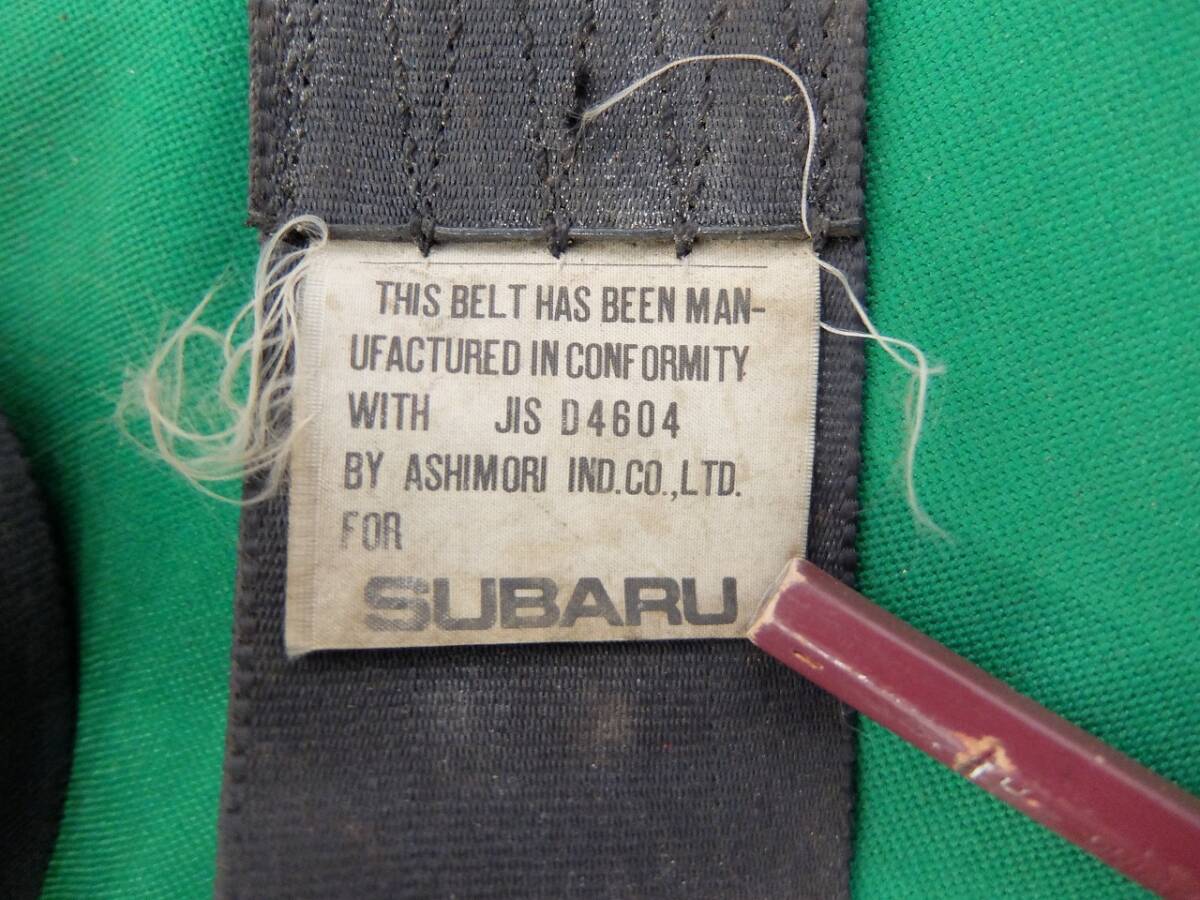 THIS BELT HAS BEEN MAN-
UFACTURED IN CONFORMITY
WITH JIS D4604
BY ASHIMORI IND.CO.,LTD.
FOR
SUBARU